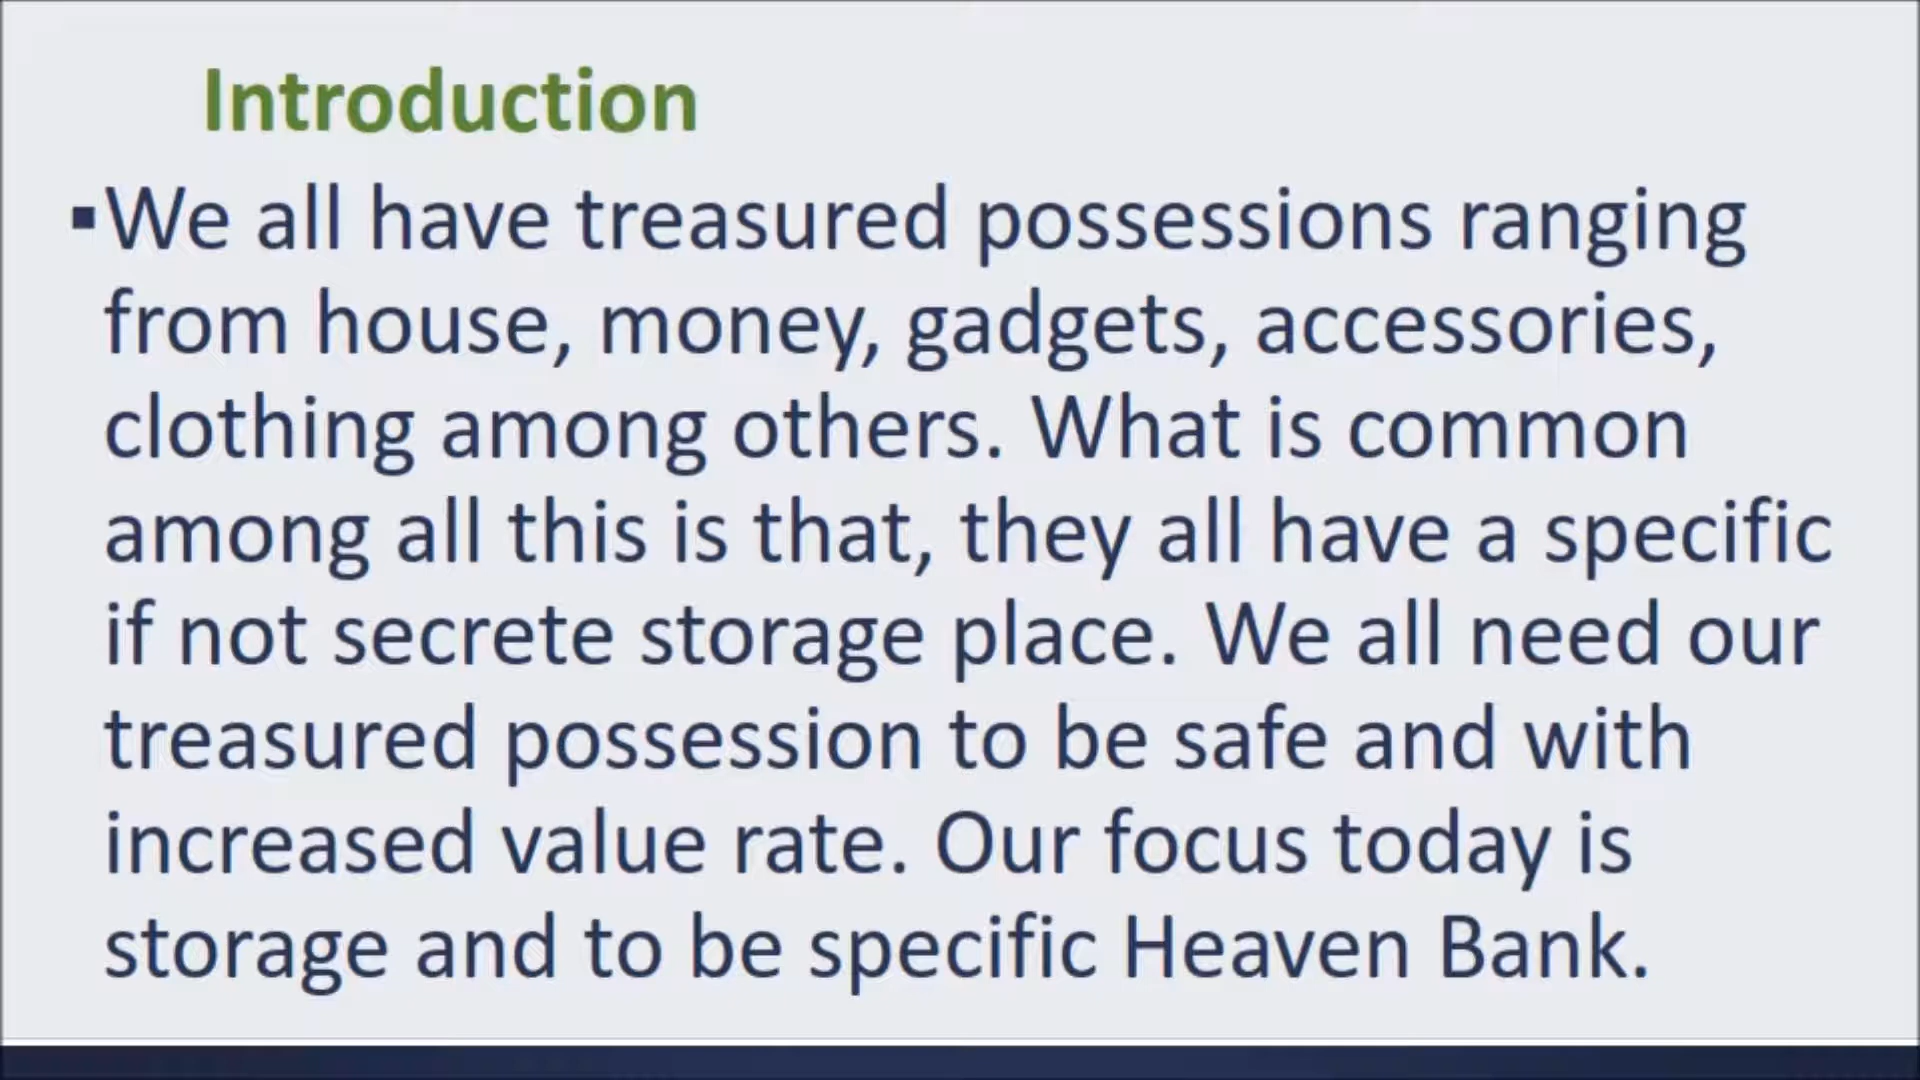 Introduction
▪We all have treasured possessions ranging
from house, money, gadgets, accessories,
clothing among others. What is common
among all this is that, they all have a specific
if not secrete storage place. We all need our
treasured possession to be safe and with
increased value rate. Our focus today is
storage and to be specific Heaven Bank.